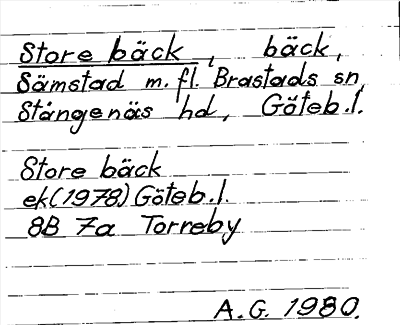 Store bäck, bäck,
Sämstad m.fl. Brastads sn,
Stångenäs hd, Göteb.l.
Store bäck
ek(1978) Göteb.l.
8B 7a Torreby
A.G. 1980.